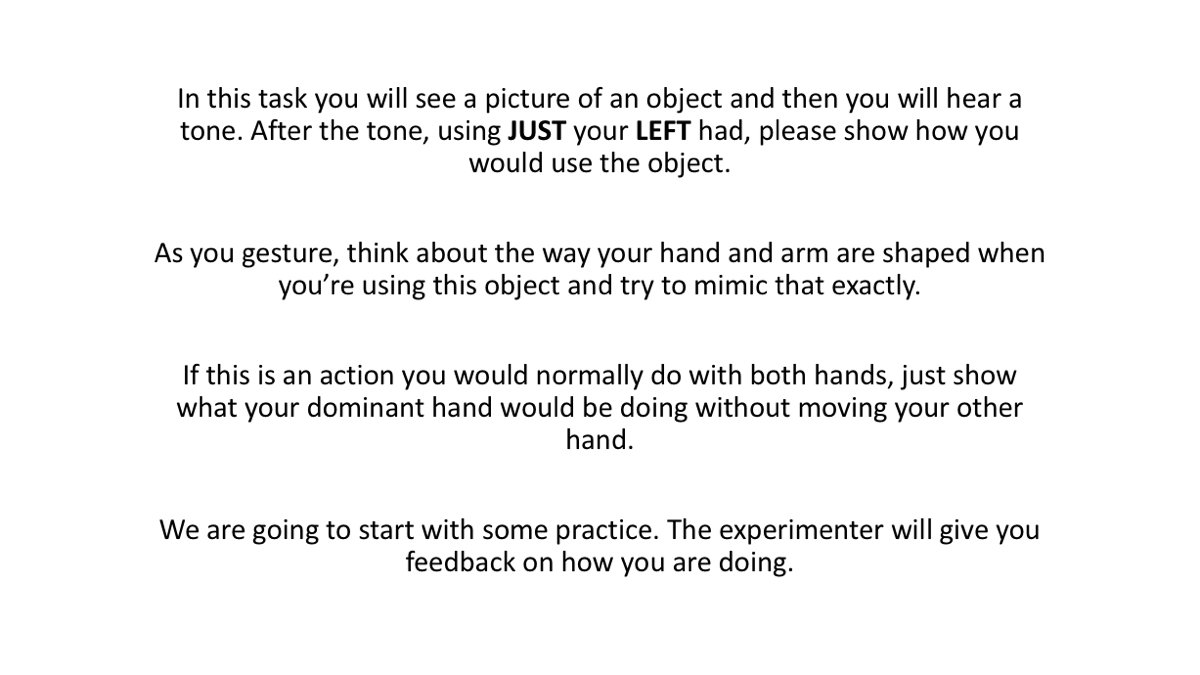 In this task you will see a picture of an object and then you will hear a
tone. After the tone, using JUST your LEFT had, please show how you
would use the object.
As you gesture, think about the way your hand and arm are shaped when
you’re using this object and try to mimic that exactly.
If this is an action you would normally do with both hands, just show
what your dominant hand would be doing without moving your other
hand.
We are going to start with some practice. The experimenter will give you
feedback on how you are doing.